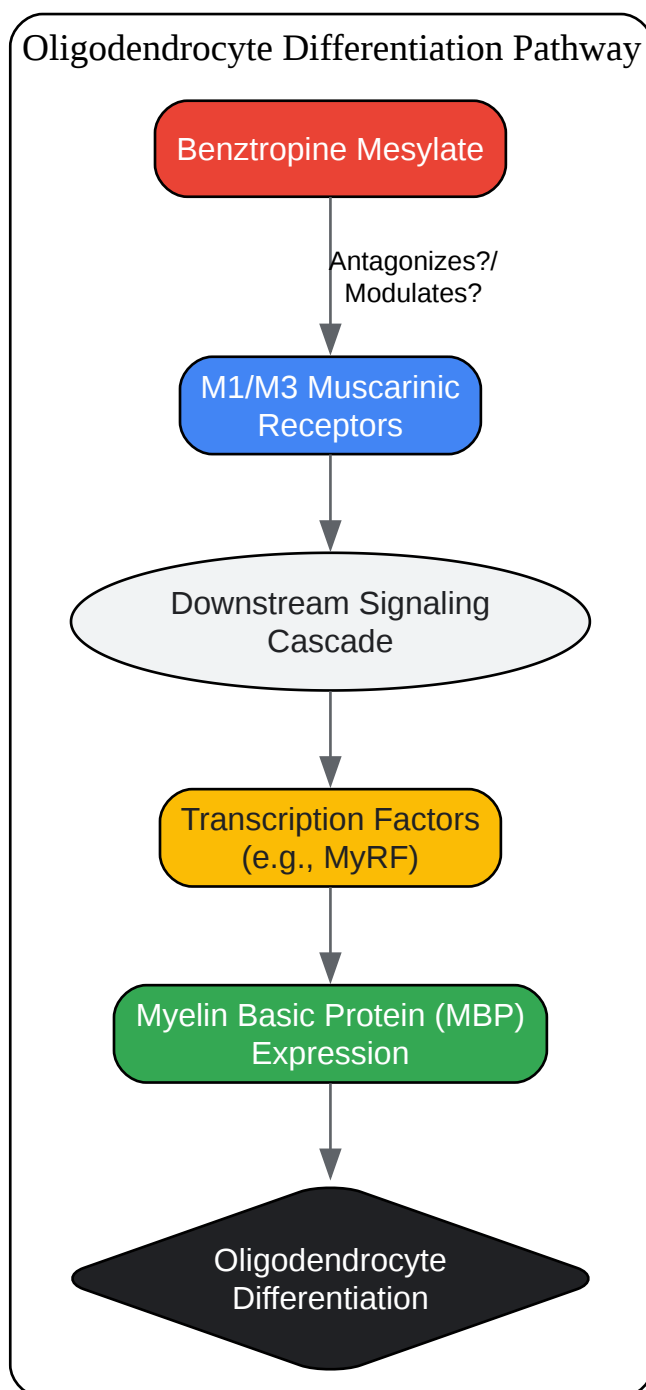 Oligodendrocyte Differentiation Pathway
Benztropine Mesylate
Antagonizes?/
Modulates?
M1/M3 Muscarinic
Receptors
Downstream Signaling
Cascade
Transcription Factors
(e.g., MyRF)
Myelin Basic Protein (MBP)
Expression
Oligodendrocyte
Differentiation